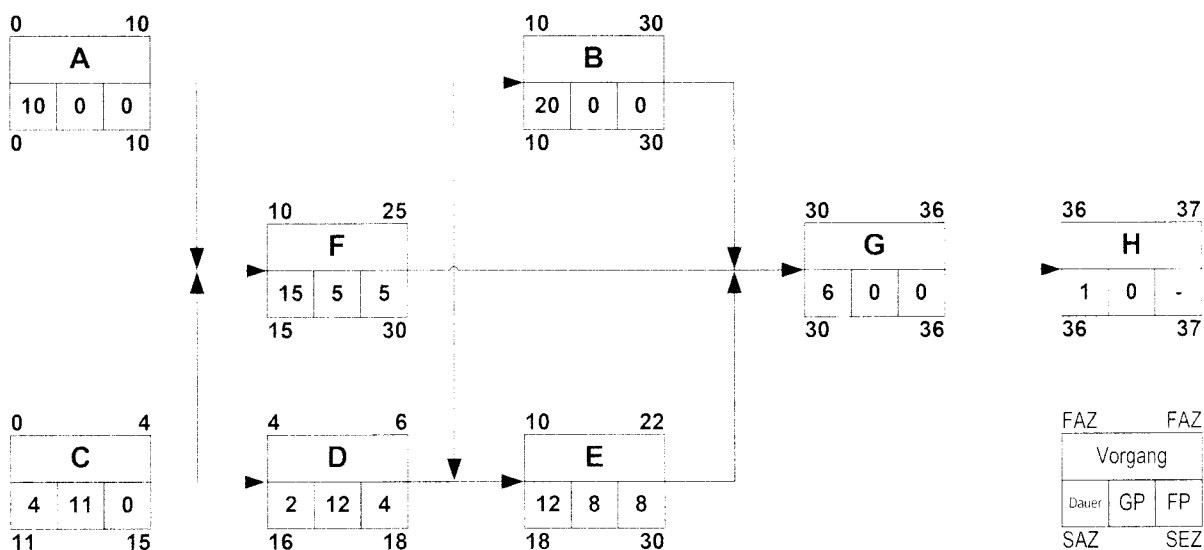 0 10 10 30
A B
10 0 0 20 0 0
0 10 10 30
10 25 30 36 36 37
F G H
15 5 5 6 0 0 1 0 -
15 30 30 36 36 37
0 4 4 6 10 22 FAZ FAZ
C D E Vorgang
4 11 0 2 12 4 12 8 8 Dauer GP FP
11 15 16 18 18 30 SAZ SEZ